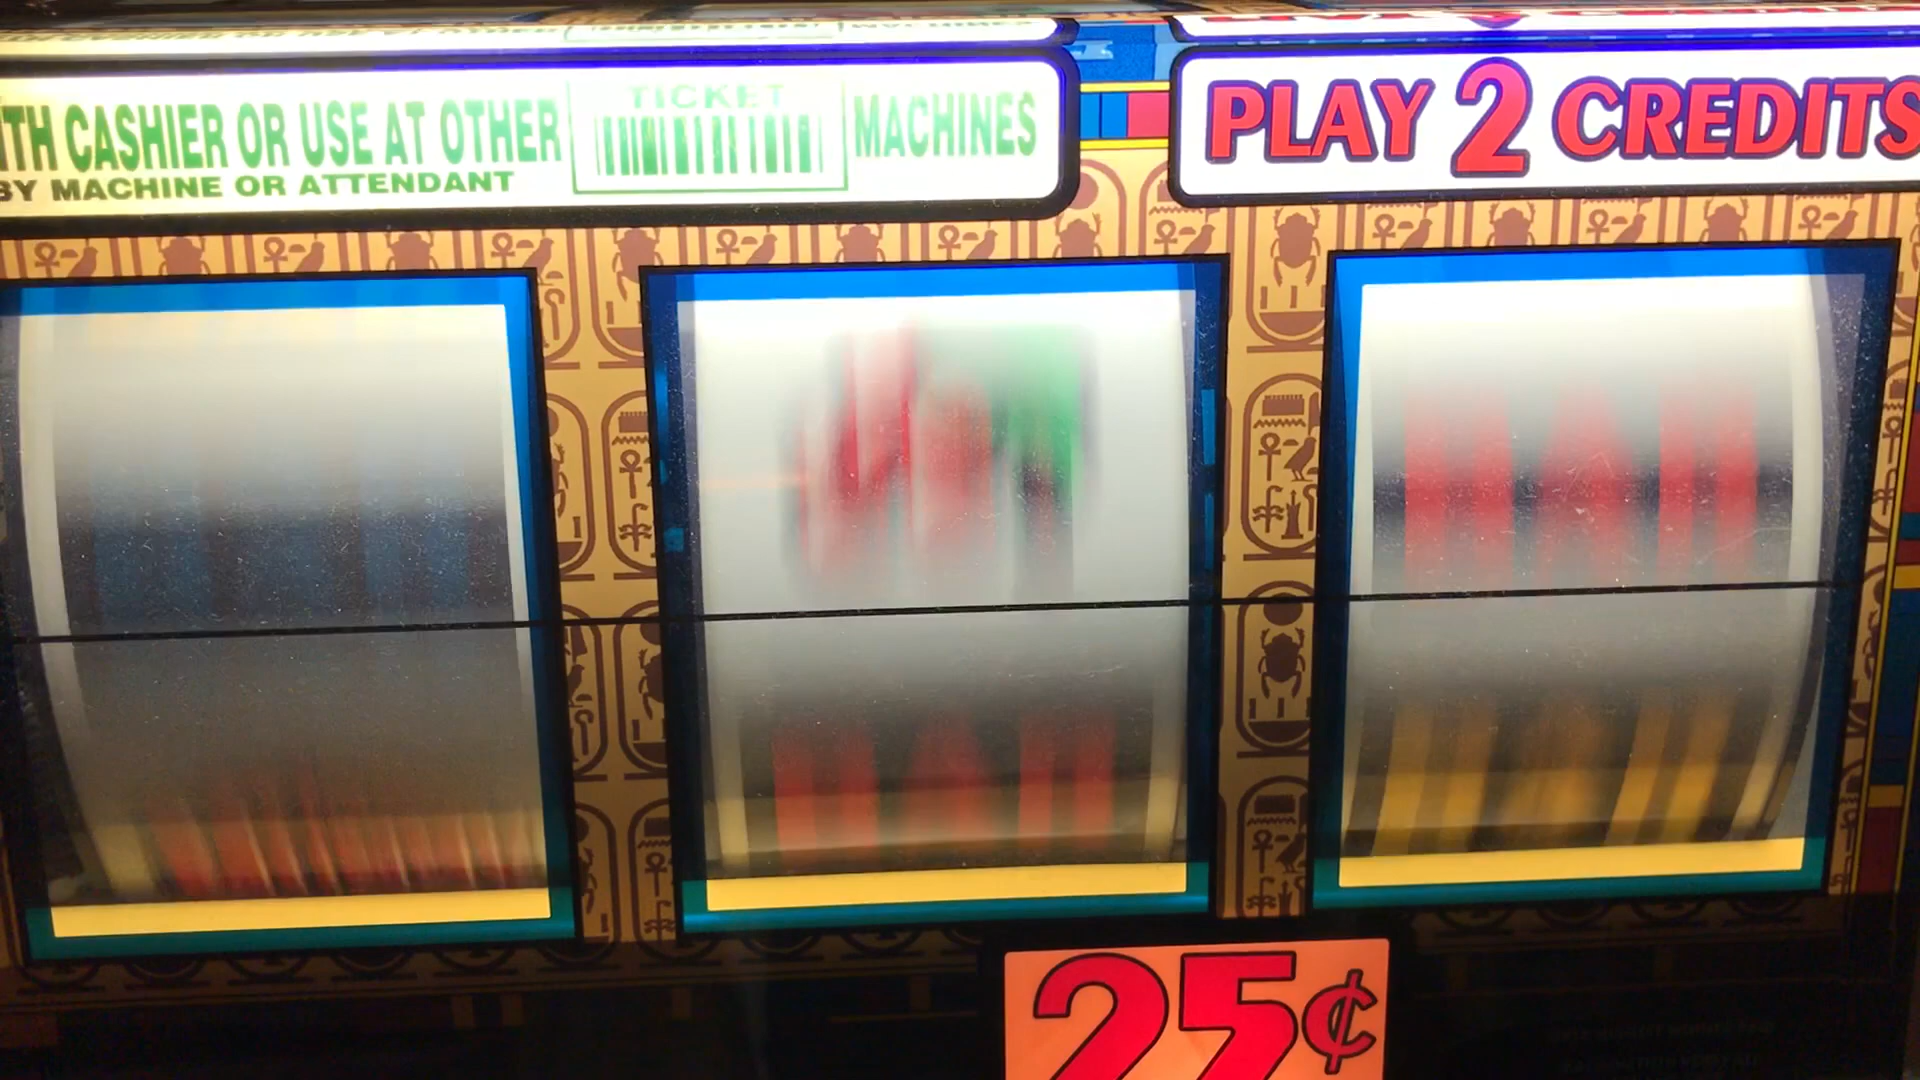 TH CASHIER OR USE AT OTHER TICKET MACHINES
BY MACHINE OR ATTENDANT
PLAY 2 CREDITS
25¢